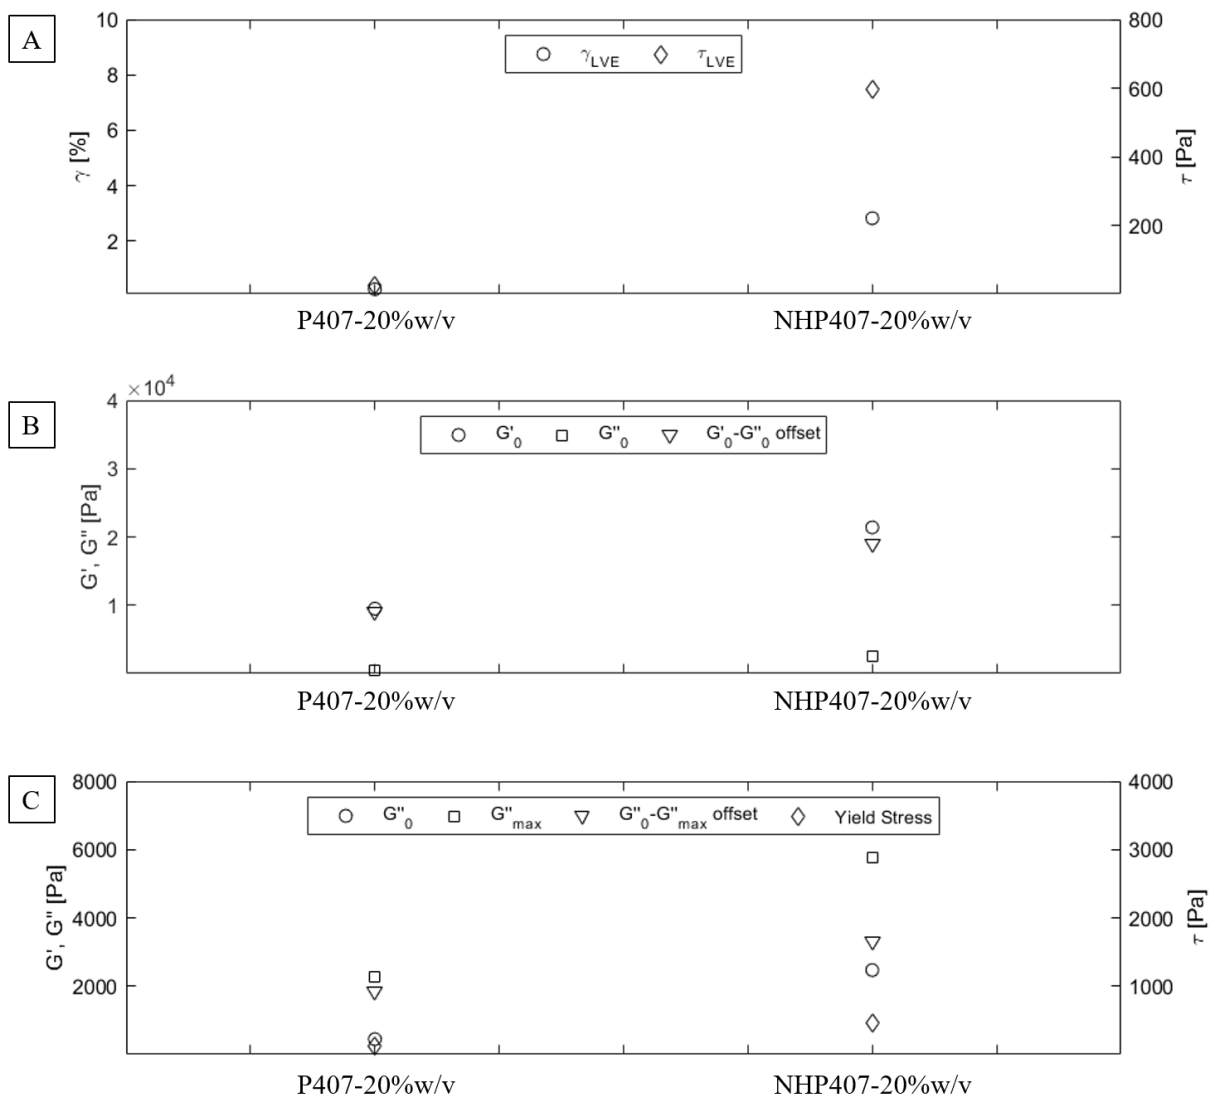 A
10
8
6
4
2
γ [%]
γLVE τLVE
800
600
400
200
τ [Pa]
P407-20%w/v NHP407-20%w/v
B
×10^4
4
3
2
1
G', G'' [Pa]
G'0 G''0 G'0-G''0 offset
P407-20%w/v NHP407-20%w/v
C
8000
6000
4000
2000
G', G'' [Pa]
G''0 G''max G''0-G''max offset Yield Stress
4000
3000
2000
1000
τ [Pa]
P407-20%w/v NHP407-20%w/v